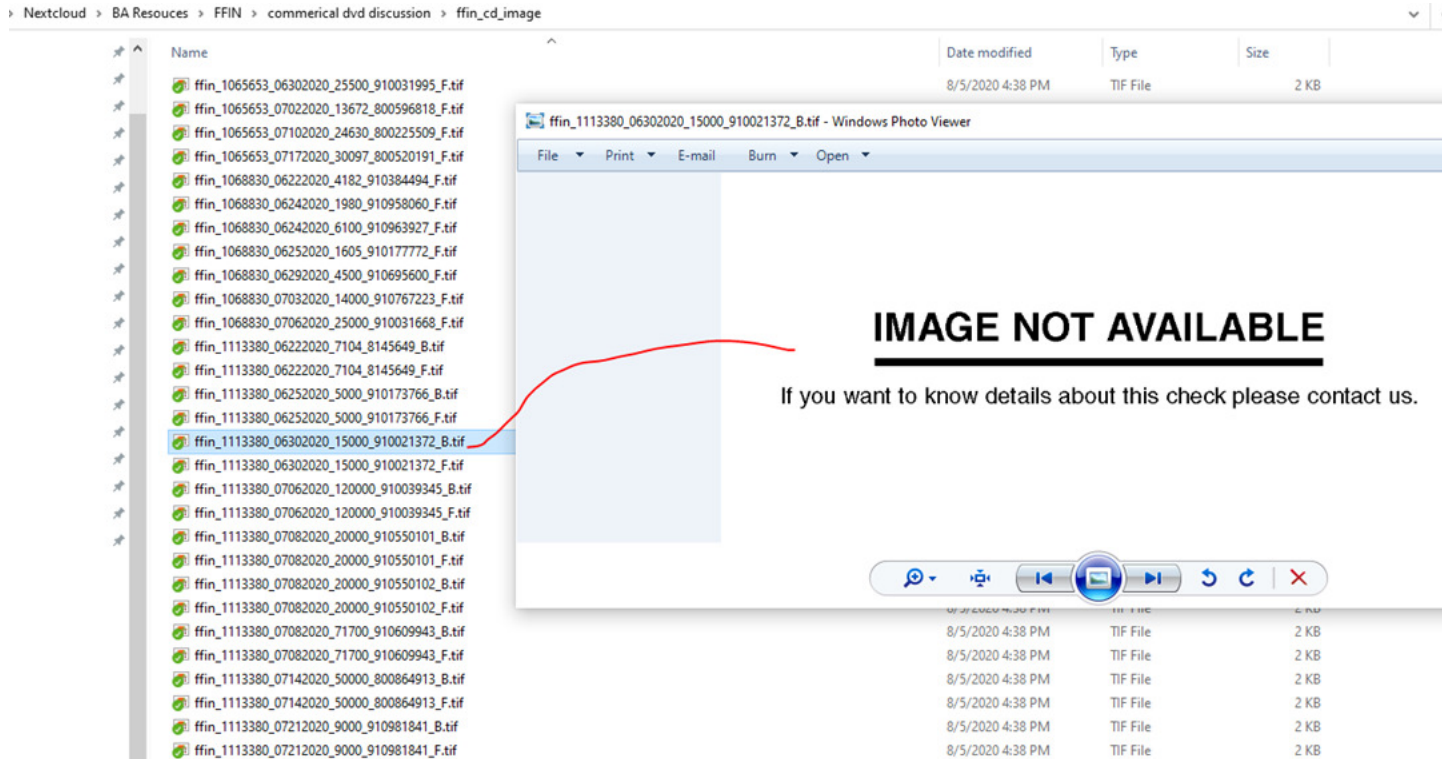 Nextcloud > BA Resouces > FFIN > commerical dvd discussion > ffin_cd_image
Name Date modified Type Size
ffin_1065653_06302020_25500_910031995_F.tif 8/5/2020 4:38 PM TIF File 2 KB
ffin_1065653_07022020_13672_800596818_F.tif
ffin_1065653_07102020_24630_800225509_F.tif
ffin_1065653_07172020_30097_800520191_F.tif
ffin_1068830_06222020_4182_910384494_F.tif
ffin_1068830_06242020_1980_910958060_F.tif
ffin_1068830_06242020_6100_910963927_F.tif
ffin_1068830_06252020_1605_910177772_F.tif
ffin_1068830_06292020_4500_910695600_F.tif
ffin_1068830_07032020_14000_910767223_F.tif
ffin_1068830_07062020_25000_910031668_F.tif
ffin_1113380_06222020_7104_8145649_B.tif
ffin_1113380_06222020_7104_8145649_F.tif
ffin_1113380_06252020_5000_910173766_B.tif
ffin_1113380_06252020_5000_910173766_F.tif
ffin_1113380_06302020_15000_910021372_B.tif
ffin_1113380_06302020_15000_910021372_F.tif
ffin_1113380_07062020_120000_910039345_B.tif
ffin_1113380_07062020_120000_910039345_F.tif
ffin_1113380_07082020_20000_910550101_B.tif
ffin_1113380_07082020_20000_910550101_F.tif
ffin_1113380_07082020_20000_910550102_B.tif
ffin_1113380_07082020_20000_910550102_F.tif
ffin_1113380_07082020_71700_910609943_B.tif 8/5/2020 4:38 PM TIF File 2 KB
ffin_1113380_07082020_71700_910609943_F.tif 8/5/2020 4:38 PM TIF File 2 KB
ffin_1113380_07142020_50000_800864913_B.tif 8/5/2020 4:38 PM TIF File 2 KB
ffin_1113380_07142020_50000_800864913_F.tif 8/5/2020 4:38 PM TIF File 2 KB
ffin_1113380_07212020_9000_910981841_B.tif 8/5/2020 4:38 PM TIF File 2 KB
ffin_1113380_07212020_9000_910981841_F.tif 8/5/2020 4:38 PM TIF File 2 KB
ffin_1113380_06302020_15000_910021372_B.tif - Windows Photo Viewer
File Print E-mail Burn Open
IMAGE NOT AVAILABLE
If you want to know details about this check please contact us.